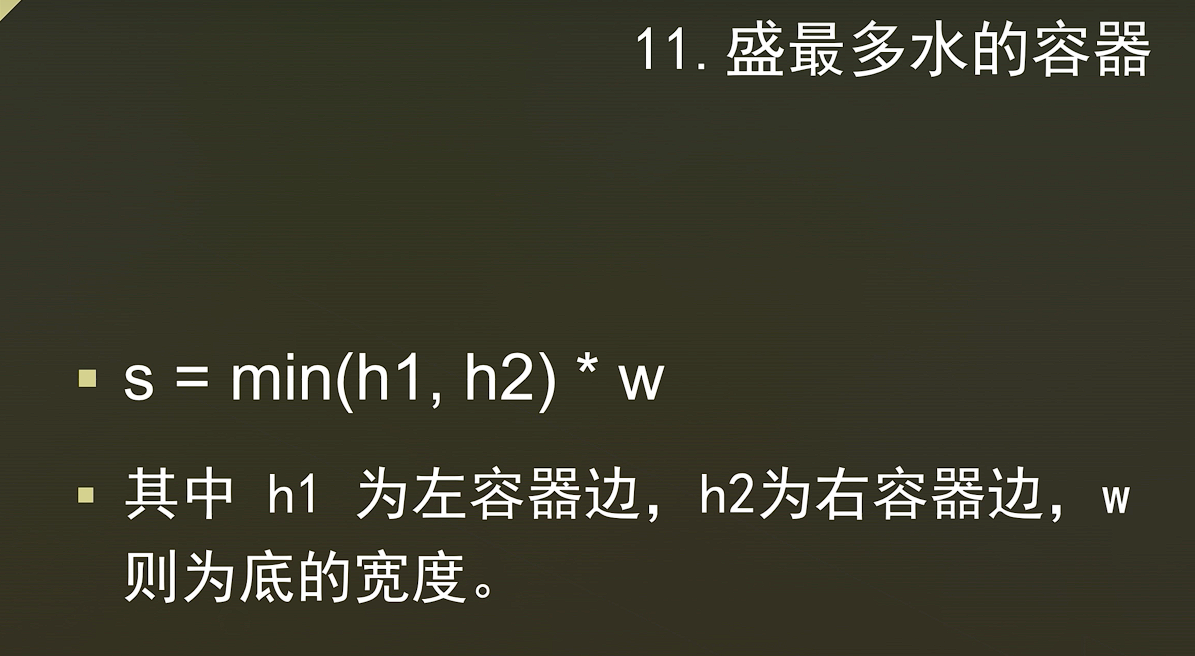 11.盛最多水的容器
s = min(h1, h2) * w
其中 h1 为左容器边，h2为右容器边，w
则为底的宽度。